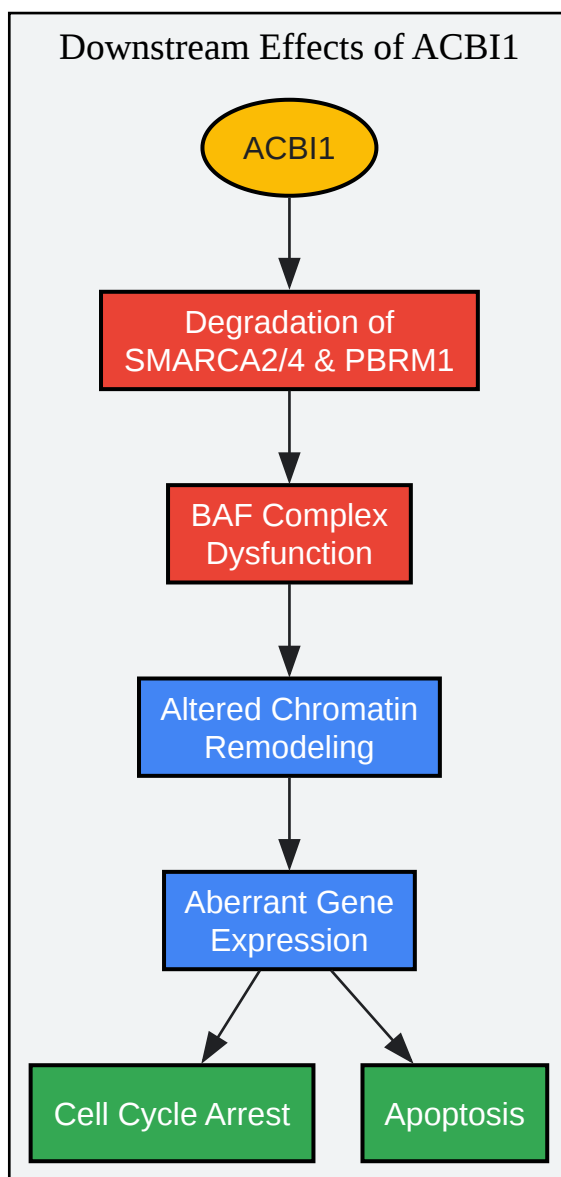 Downstream Effects of ACBI1
ACBI1
Degradation of
SMARCA2/4 & PBRM1
BAF Complex
Dysfunction
Altered Chromatin
Remodeling
Aberrant Gene
Expression
Cell Cycle Arrest
Apoptosis